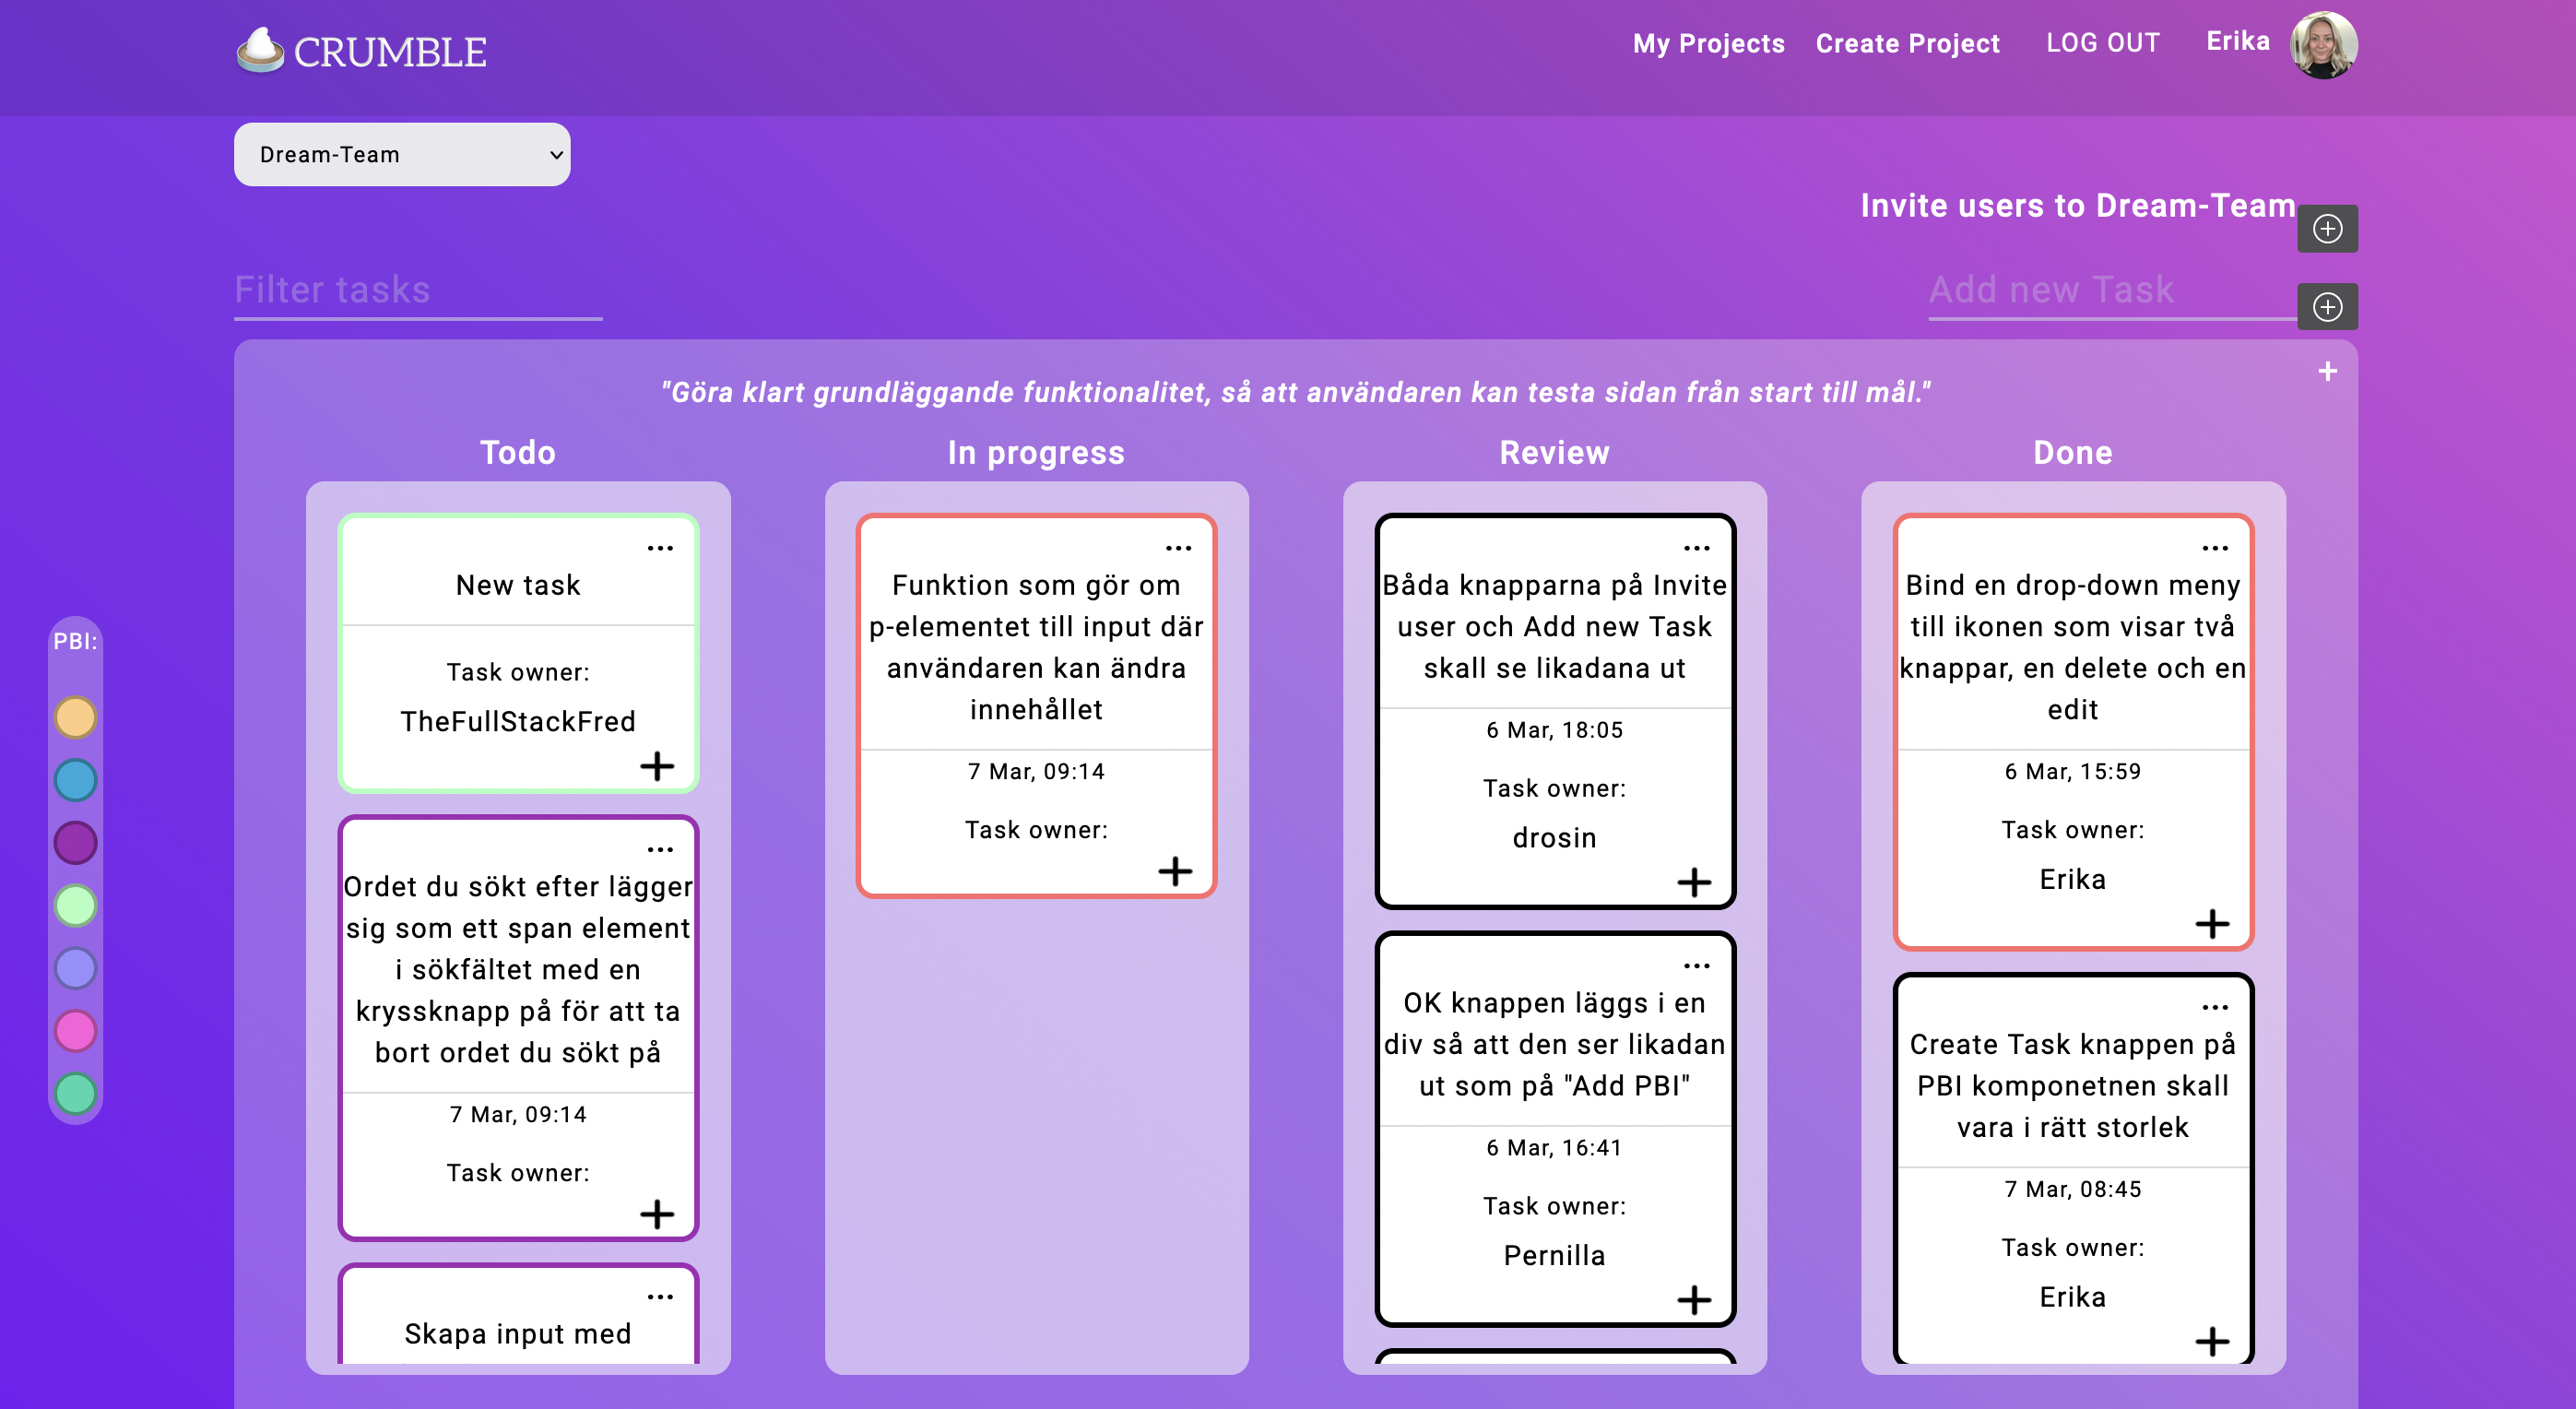 CRUMBLE
My Projects Create Project LOG OUT Erika
Dream-Team
Invite users to Dream-Team
Filter tasks
Add new Task
"Göra klart grundläggande funktionalitet, så att användaren kan testa sidan från start till mål."
PBI:
Todo
New task
Task owner:
TheFullStackFred
Ordet du sökt efter lägger
sig som ett span element
i sökfältet med en
kryssknapp på för att ta
bort ordet du sökt på
7 Mar, 09:14
Task owner:
Skapa input med
In progress
Funktion som gör om
p-elementet till input där
användaren kan ändra
innehållet
7 Mar, 09:14
Task owner:
Review
Båda knapparna på Invite
user och Add new Task
skall se likadana ut
6 Mar, 18:05
Task owner:
drosin
OK knappen läggs i en
div så att den ser likadan
ut som på "Add PBI"
6 Mar, 16:41
Task owner:
Pernilla
Done
Bind en drop-down meny
till ikonen som visar två
knappar, en delete och en
edit
6 Mar, 15:59
Task owner:
Erika
Create Task knappen på
PBI komponetnen skall
vara i rätt storlek
7 Mar, 08:45
Task owner:
Erika